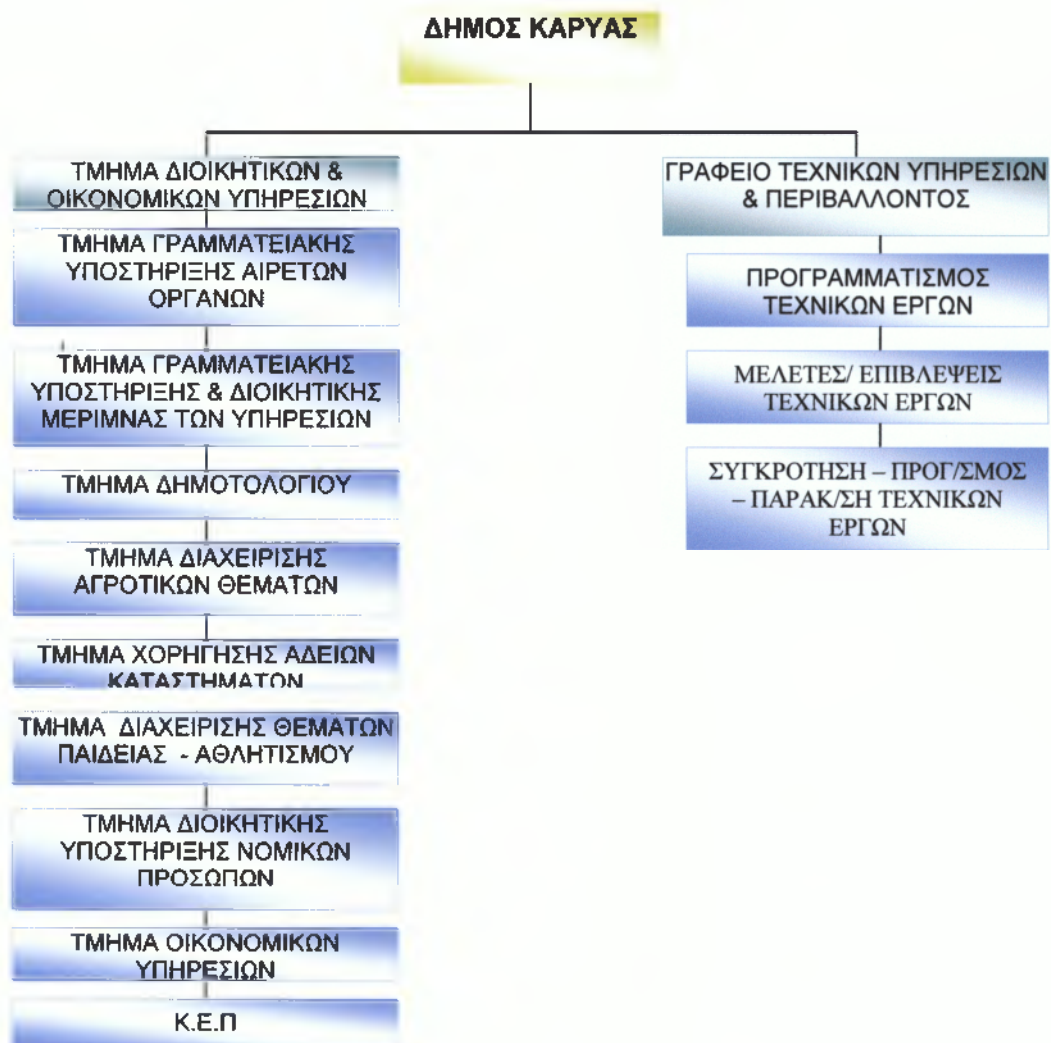 ΔΗΜΟΣ ΚΑΡΥΑΣ
ΤΜΗΜΑ ΔΙΟΙΚΗΤΙΚΩΝ &
ΟΙΚΟΝΟΜΙΚΩΝ ΥΠΗΡΕΣΙΩΝ
ΤΜΗΜΑ ΓΡΑΜΜΑΤΕΙΑΚΗΣ
ΥΠΟΣΤΗΡΙΞΗΣ ΑΙΡΕΤΩΝ
ΟΡΓΑΝΩΝ
ΤΜΗΜΑ ΓΡΑΜΜΑΤΕΙΑΚΗΣ
ΥΠΟΣΤΗΡΙΞΗΣ & ΔΙΟΙΚΗΤΙΚΗΣ
ΜΕΡΙΜΝΑΣ ΤΩΝ ΥΠΗΡΕΣΙΩΝ
ΤΜΗΜΑ ΔΗΜΟΤΟΛΟΓΙΟΥ
ΤΜΗΜΑ ΔΙΑΧΕΙΡΙΣΗΣ
ΑΓΡΟΤΙΚΩΝ ΘΕΜΑΤΩΝ
ΤΜΗΜΑ ΧΟΡΗΓΗΣΗΣ ΑΔΕΙΩΝ
ΚΑΤΑΣΤΗΜΑΤΩΝ
ΤΜΗΜΑ ΔΙΑΧΕΙΡΙΣΗΣ ΘΕΜΑΤΩΝ
ΠΑΙΔΕΙΑΣ - ΑΘΛΗΤΙΣΜΟΥ
ΤΜΗΜΑ ΔΙΟΙΚΗΤΙΚΗΣ
ΥΠΟΣΤΗΡΙΞΗΣ ΝΟΜΙΚΩΝ
ΠΡΟΣΩΠΩΝ
ΤΜΗΜΑ ΟΙΚΟΝΟΜΙΚΩΝ
ΥΠΗΡΕΣΙΩΝ
Κ.Ε.Π
ΓΡΑΦΕΙΟ ΤΕΧΝΙΚΩΝ ΥΠΗΡΕΣΙΩΝ
& ΠΕΡΙΒΑΛΛΟΝΤΟΣ
ΠΡΟΓΡΑΜΜΑΤΙΣΜΟΣ
ΤΕΧΝΙΚΩΝ ΕΡΓΩΝ
ΜΕΛΕΤΕΣ/ ΕΠΙΒΛΕΨΕΙΣ
ΤΕΧΝΙΚΩΝ ΕΡΓΩΝ
ΣΥΓΚΡΟΤΗΣΗ – ΠΡΟΓ/ΣΜΟΣ
– ΠΑΡΑΚ/ΣΗ ΤΕΧΝΙΚΩΝ
ΕΡΓΩΝ